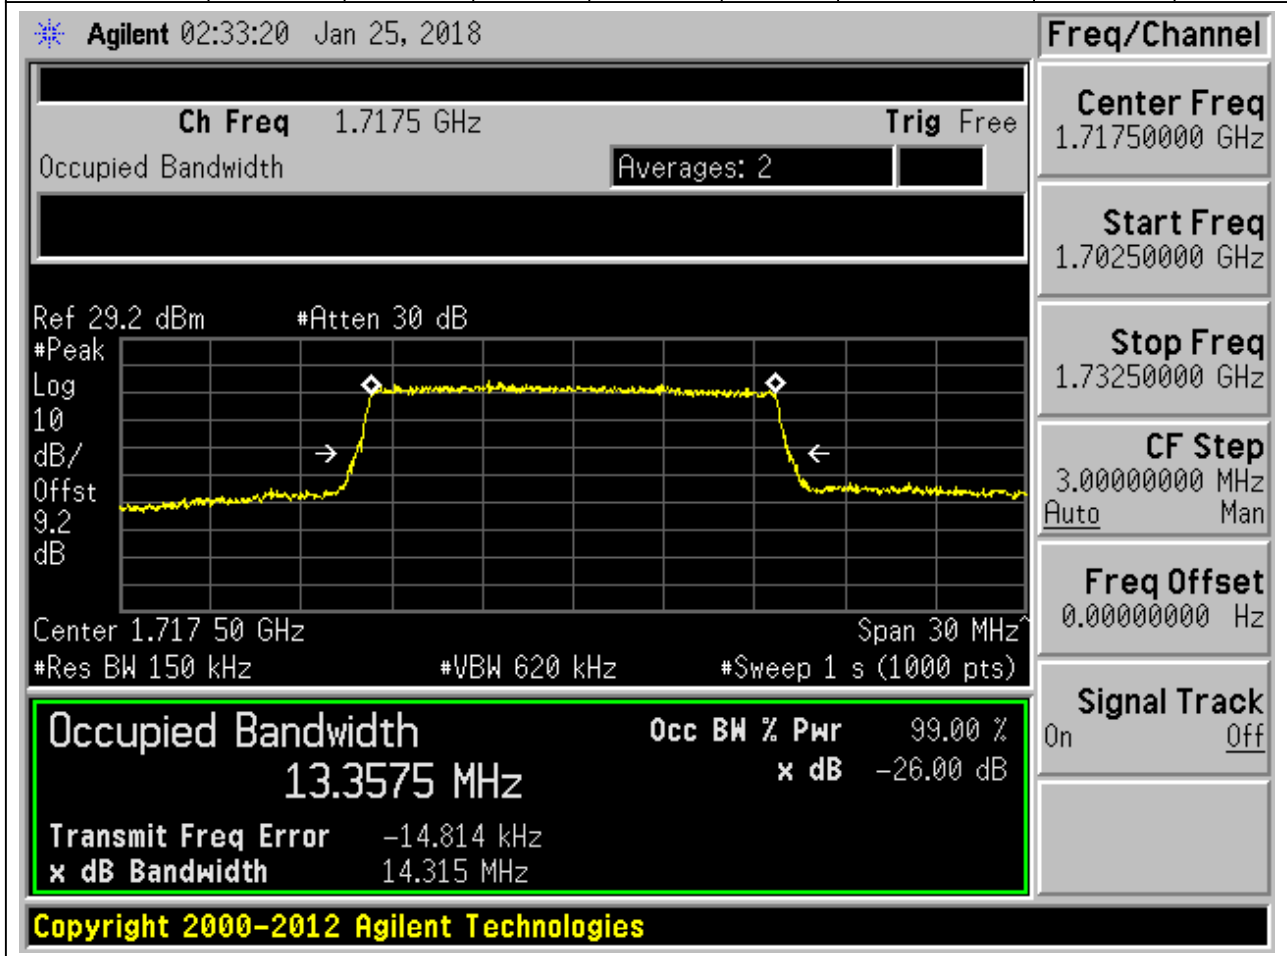 Agilent 02:33:20 Jan 25, 2018
Freq/Channel
Ch Freq 1.7175 GHz Trig Free
Occupied Bandwidth Averages: 2
Center Freq
1.71750000 GHz
Start Freq
1.70250000 GHz
Stop Freq
1.73250000 GHz
CF Step
3.00000000 MHz
Auto Man
Freq Offset
0.00000000 Hz
Signal Track
On Off
Ref 29.2 dBm #Atten 30 dB
#Peak
Log
10
dB/
Offst
9.2
dB
Center 1.717 50 GHz Span 30 MHz^
#Res BW 150 kHz #VBW 620 kHz #Sweep 1 s (1000 pts)
Occupied Bandwidth Occ BW % Pwr 99.00 %
13.3575 MHz x dB -26.00 dB
Transmit Freq Error -14.814 kHz
x dB Bandwidth 14.315 MHz
Copyright 2000-2012 Agilent Technologies